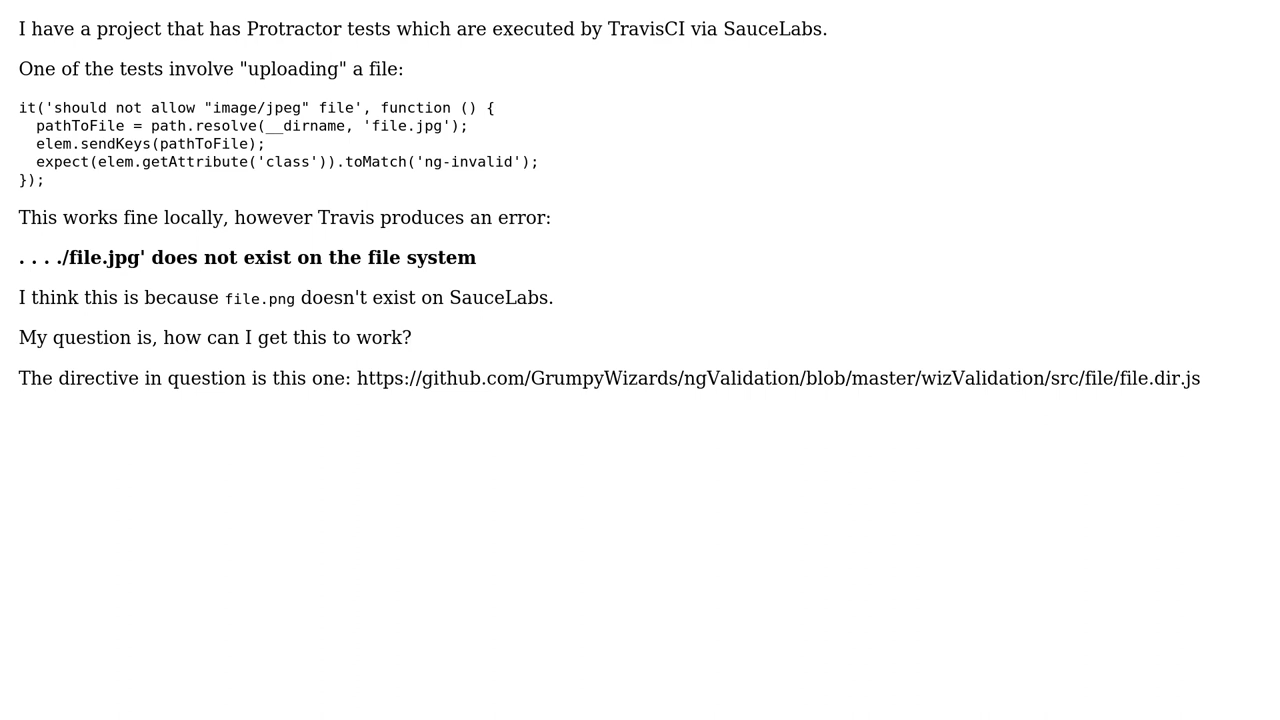 I have a project that has Protractor tests which are executed by TravisCI via SauceLabs.
One of the tests involve "uploading" a file:
it('should not allow "image/jpeg" file', function () {
  pathToFile = path.resolve(__dirname, 'file.jpg');
  elem.sendKeys(pathToFile);
  expect(elem.getAttribute('class')).toMatch('ng-invalid');
});
This works fine locally, however Travis produces an error:
. . . ./file.jpg' does not exist on the file system
I think this is because file.png doesn't exist on SauceLabs.
My question is, how can I get this to work?
The directive in question is this one: https://github.com/GrumpyWizards/ngValidation/blob/master/wizValidation/src/file/file.dir.js